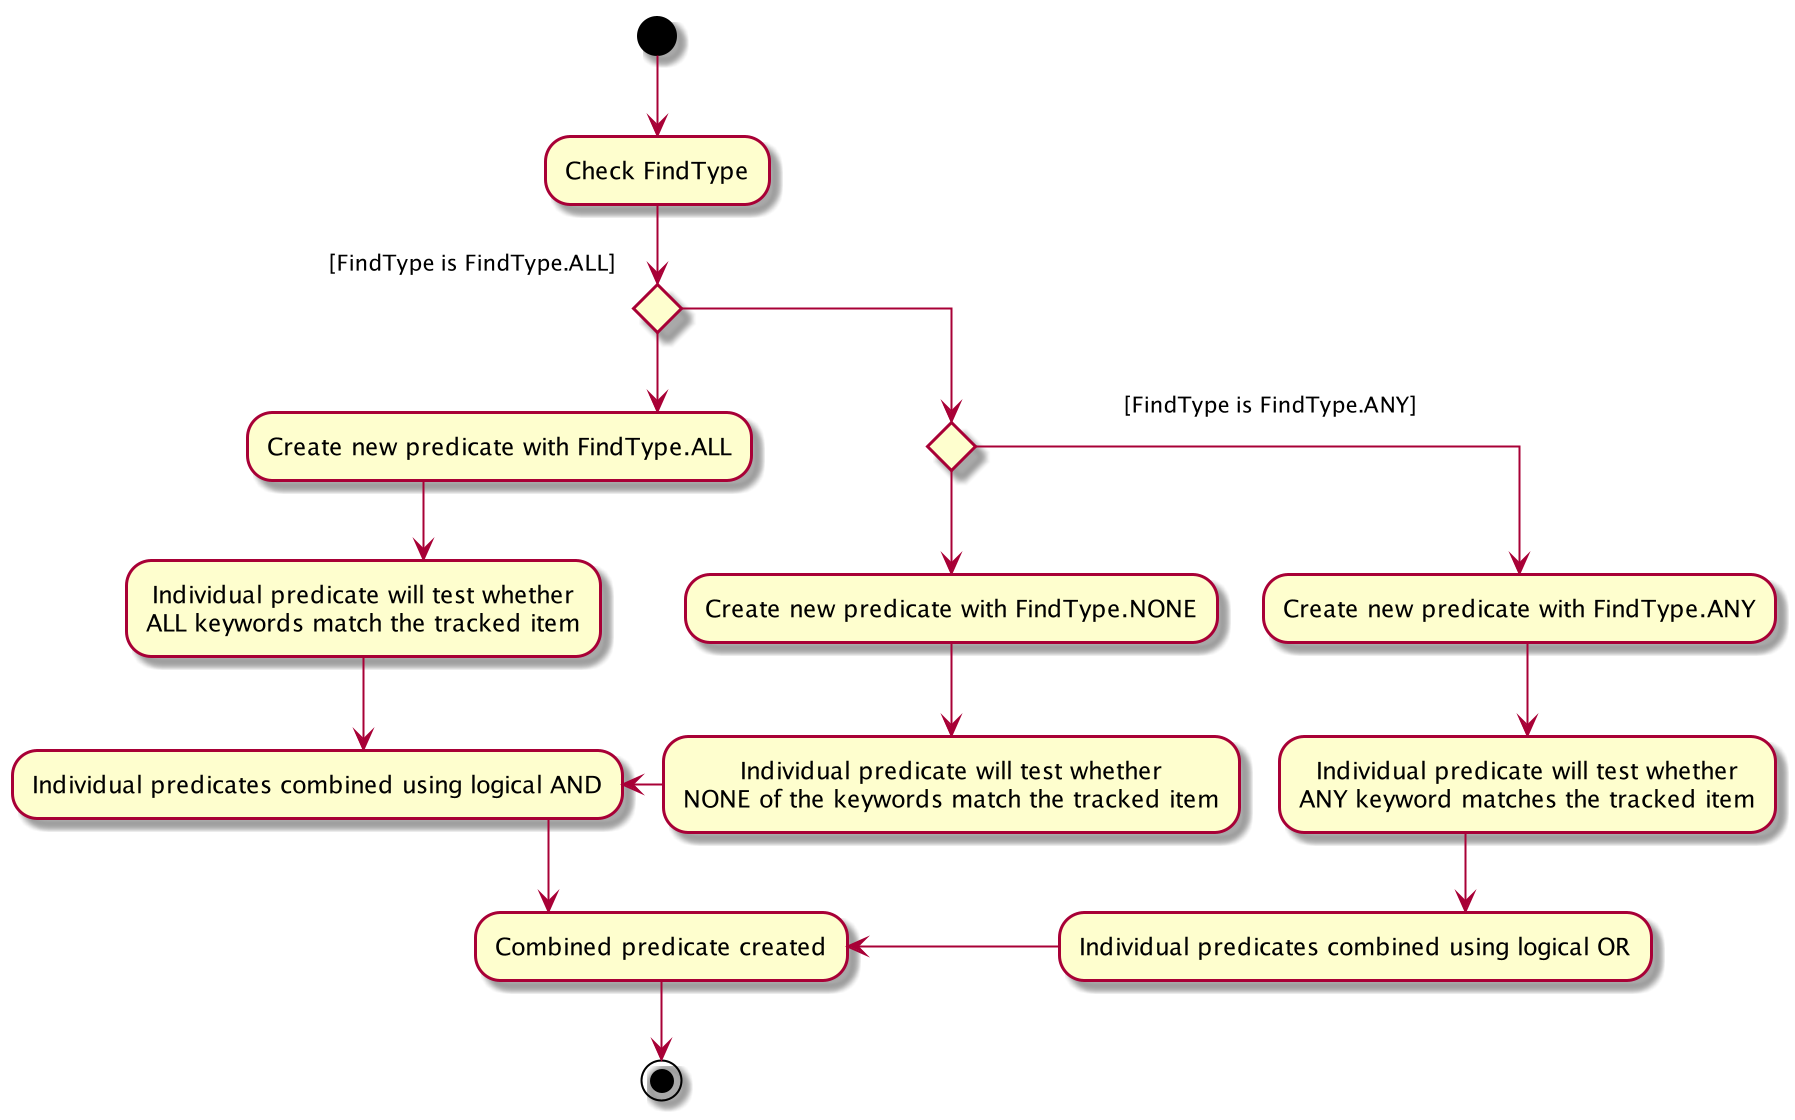 Check FindType
[FindType is FindType.ALL]
[FindType is FindType.ANY]
Create new predicate with FindType.ALL
Individual predicate will test whether
ALL keywords match the tracked item
Create new predicate with FindType.NONE
Create new predicate with FindType.ANY
Individual predicates combined using logical AND
Individual predicate will test whether
NONE of the keywords match the tracked item
Individual predicate will test whether
ANY keyword matches the tracked item
Combined predicate created
Individual predicates combined using logical OR